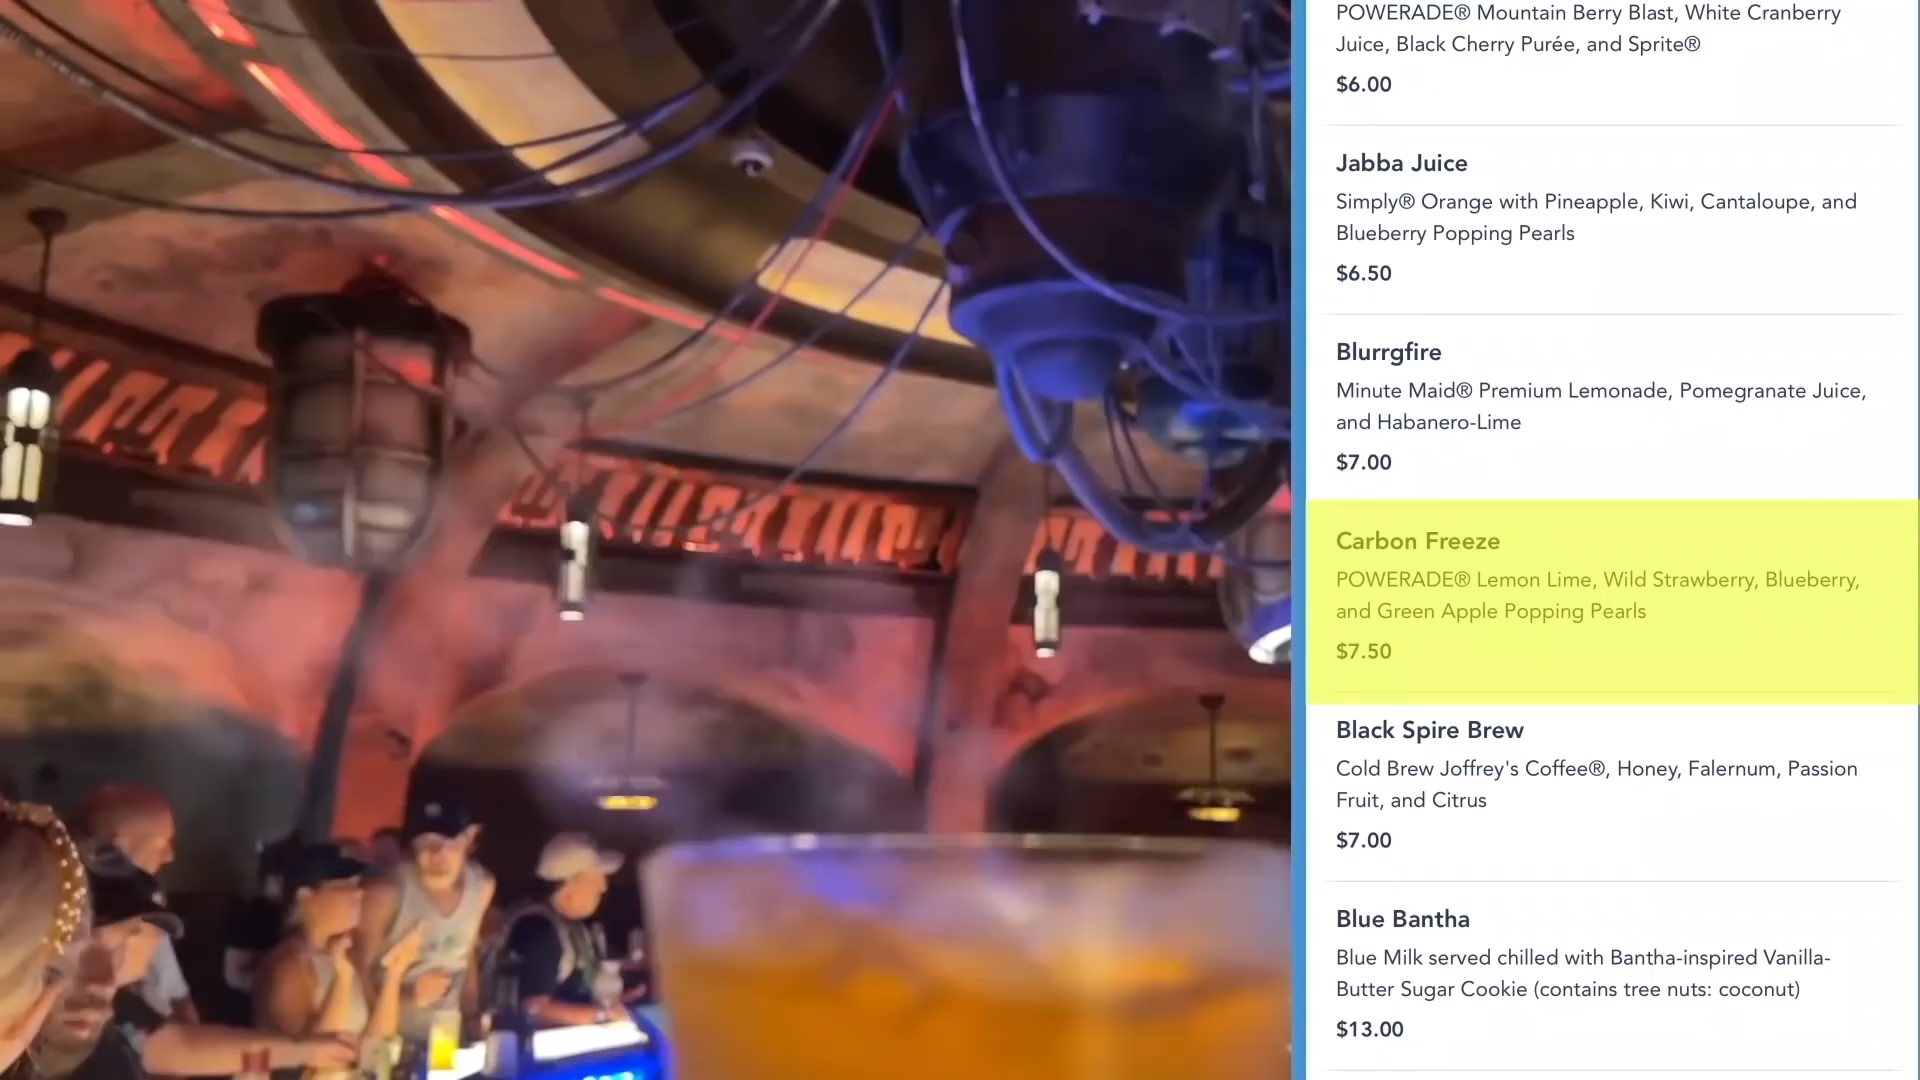 POWERADE® Mountain Berry Blast, White Cranberry
Juice, Black Cherry Purée, and Sprite®
$6.00
Jabba Juice
Simply® Orange with Pineapple, Kiwi, Cantaloupe, and
Blueberry Popping Pearls
$6.50
Blurrgfire
Minute Maid® Premium Lemonade, Pomegranate Juice,
and Habanero-Lime
$7.00
Carbon Freeze
POWERADE® Lemon Lime, Wild Strawberry, Blueberry,
and Green Apple Popping Pearls
$7.50
Black Spire Brew
Cold Brew Joffrey's Coffee®, Honey, Falernum, Passion
Fruit, and Citrus
$7.00
Blue Bantha
Blue Milk served chilled with Bantha-inspired Vanilla-
Butter Sugar Cookie (contains tree nuts: coconut)
$13.00